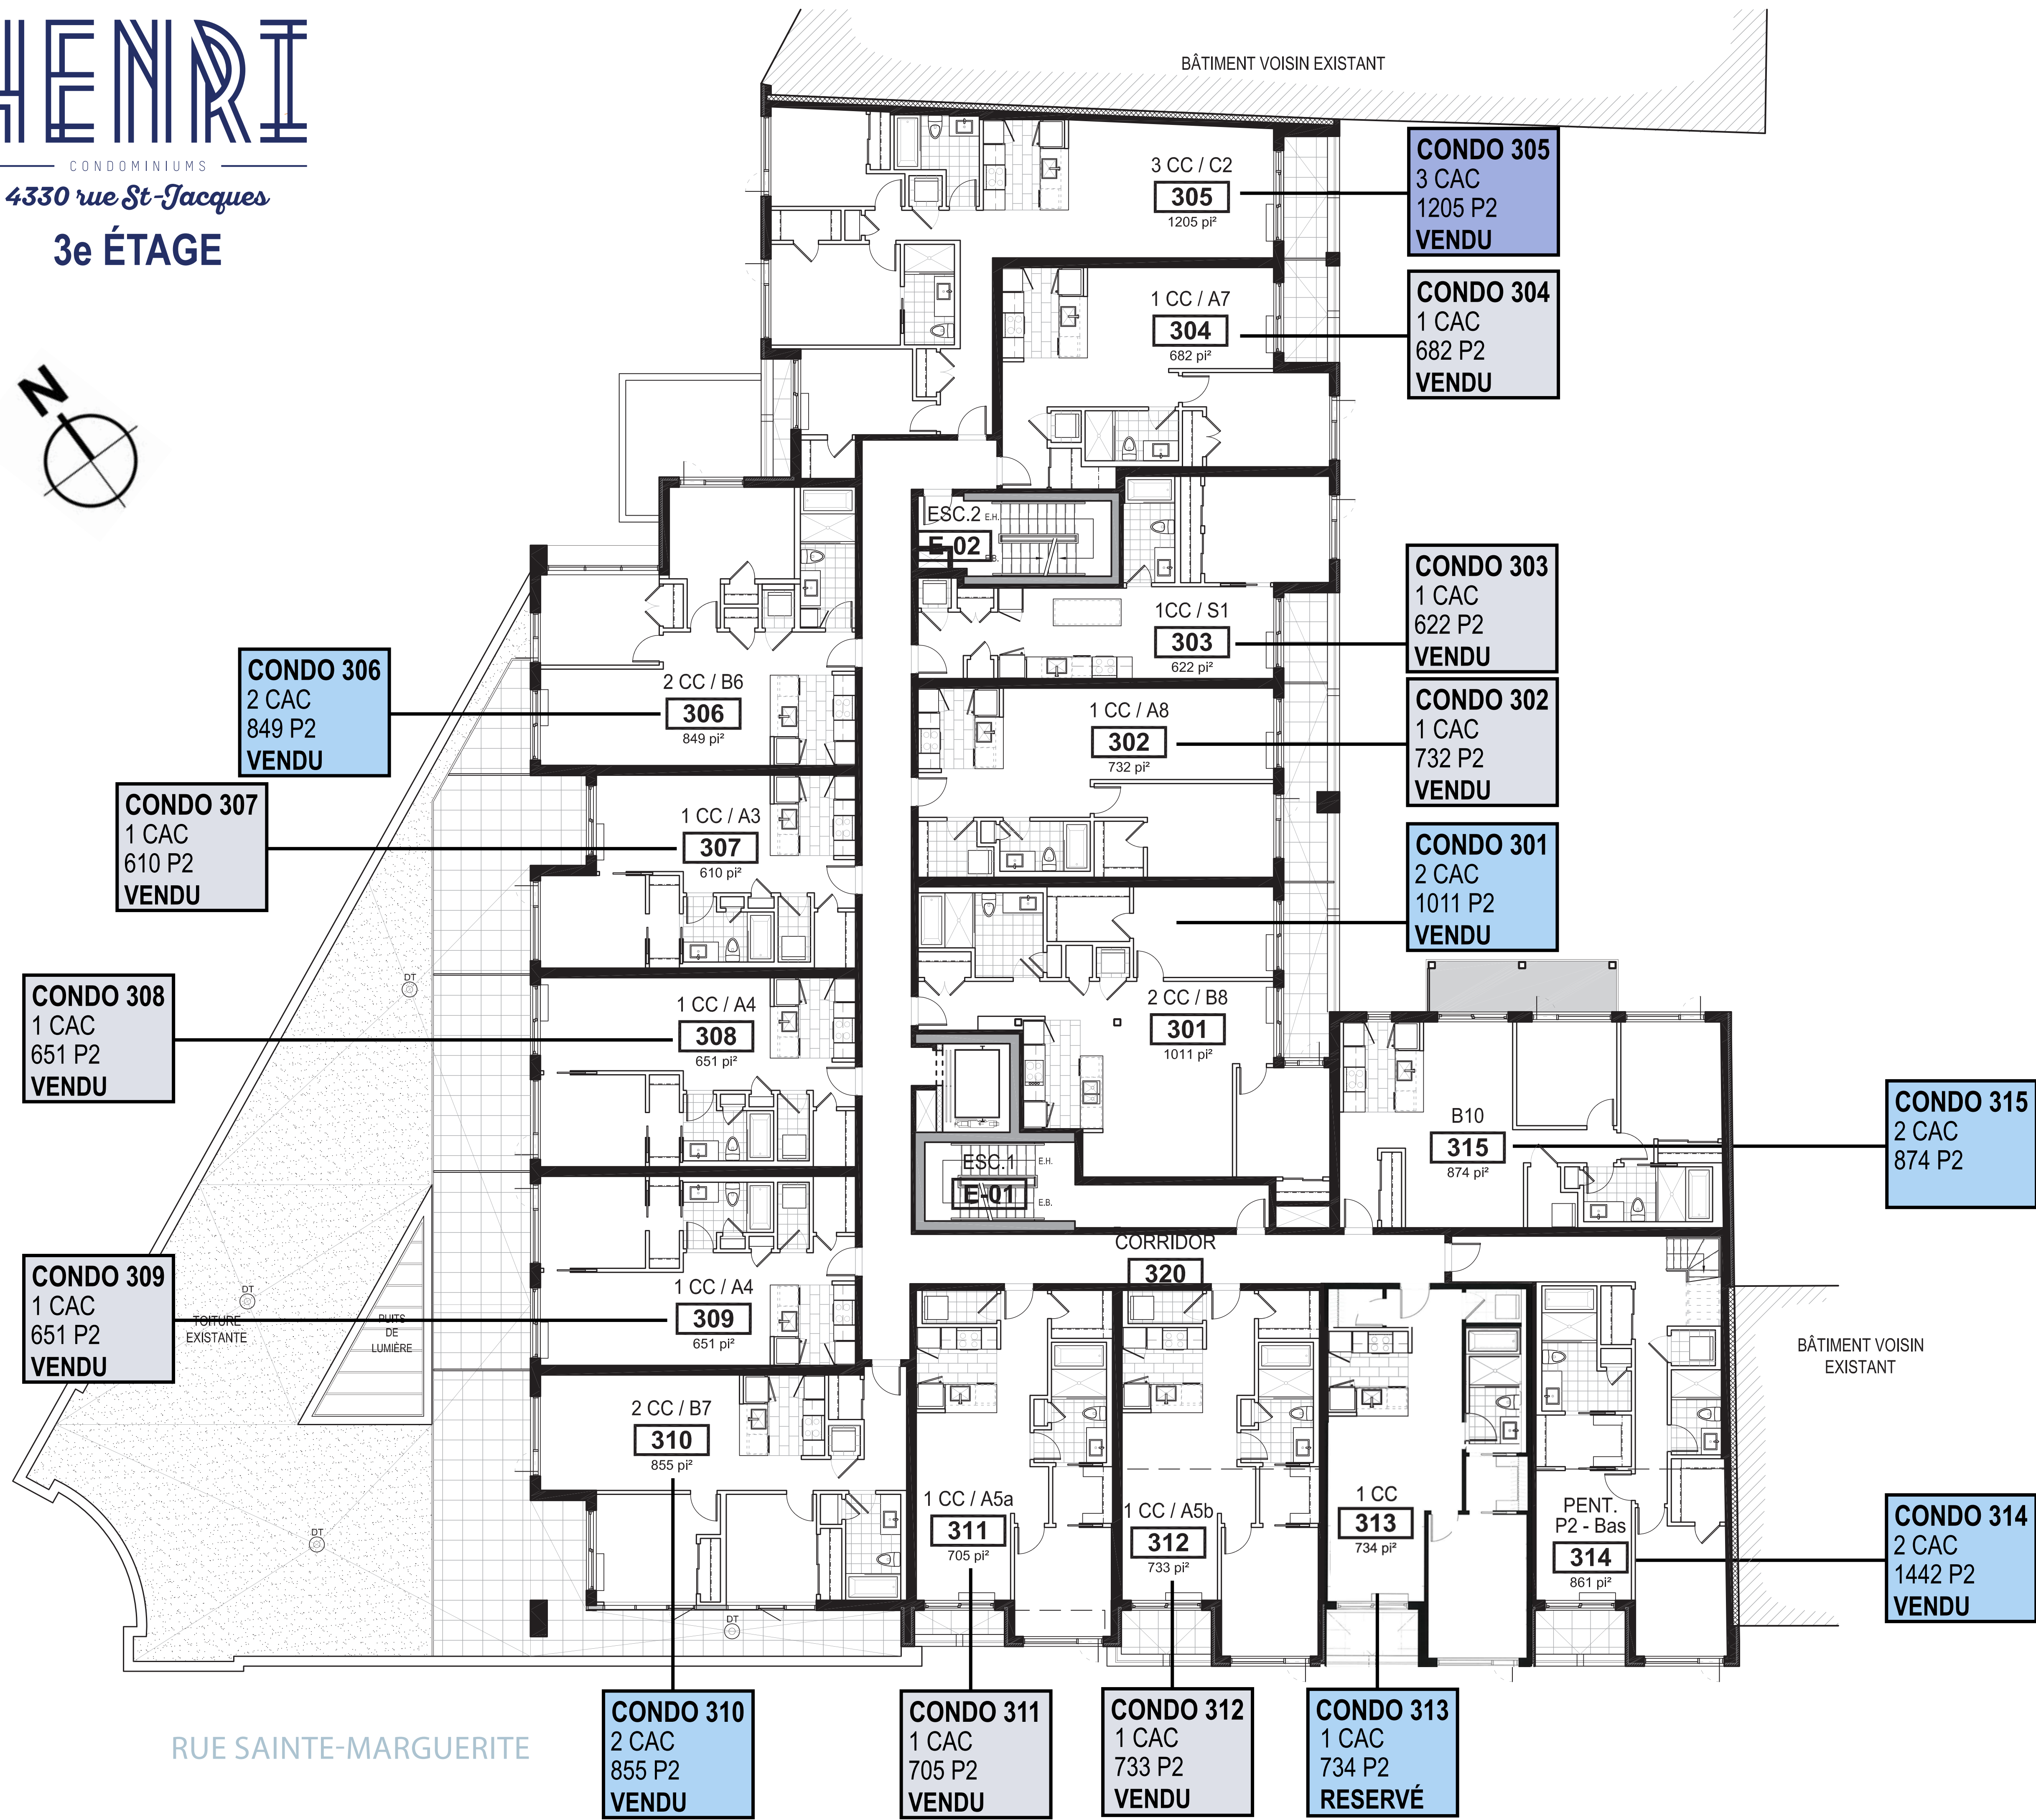 HENRI
CONDOMINIUMS
4330 rue St-Jacques
3e ÉTAGE
N
BÂTIMENT VOISIN EXISTANT
3 CC / C2
305
1205 pi²
CONDO 305
3 CAC
1205 P2
VENDU
1 CC / A7
304
682 pi²
CONDO 304
1 CAC
682 P2
VENDU
ESC.2
E.H.
E-02
E.B.
1CC / S1
303
622 pi²
CONDO 303
1 CAC
622 P2
VENDU
CONDO 306
2 CAC
849 P2
VENDU
2 CC / B6
306
849 pi²
1 CC / A8
302
732 pi²
CONDO 302
1 CAC
732 P2
VENDU
CONDO 307
1 CAC
610 P2
VENDU
1 CC / A3
307
610 pi²
CONDO 301
2 CAC
1011 P2
VENDU
2 CC / B8
301
1011 pi²
CONDO 308
1 CAC
651 P2
VENDU
DT
1 CC / A4
308
651 pi²
B10
315
874 pi²
CONDO 315
2 CAC
874 P2
ESC.1
E.H.
E-01
E.B.
CORRIDOR
320
CONDO 309
1 CAC
651 P2
VENDU
DT
TOITURE
EXISTANTE
PUITS
DE
LUMIÈRE
1 CC / A4
309
651 pi²
BÂTIMENT VOISIN
EXISTANT
2 CC / B7
310
855 pi²
1 CC / A5a
311
705 pi²
1 CC / A5b
312
733 pi²
1 CC
313
734 pi²
PENT.
P2 - Bas
314
861 pi²
CONDO 314
2 CAC
1442 P2
VENDU
DT
DT
RUE SAINTE-MARGUERITE
CONDO 310
2 CAC
855 P2
VENDU
CONDO 311
1 CAC
705 P2
VENDU
CONDO 312
1 CAC
733 P2
VENDU
CONDO 313
1 CAC
734 P2
RESERVÉ